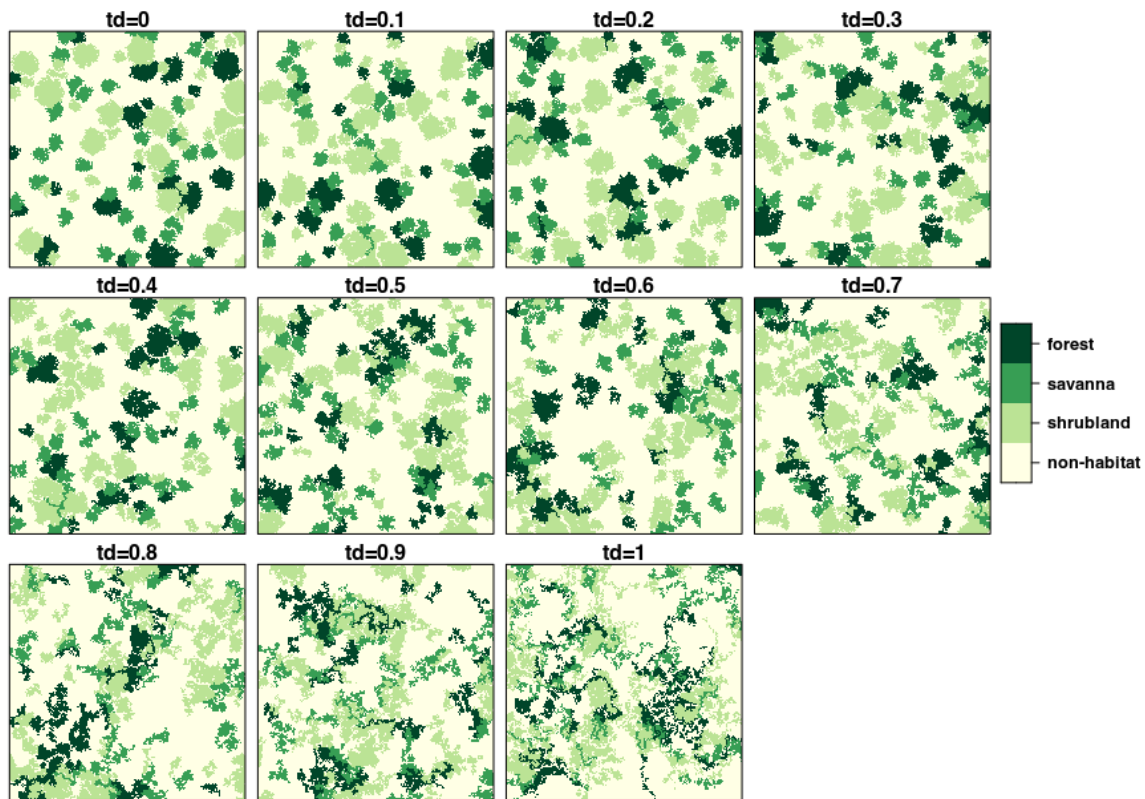 td=0
td=0.1
td=0.2
td=0.3
td=0.4
td=0.5
td=0.6
td=0.7
forest
savanna
shrubland
non-habitat
td=0.8
td=0.9
td=1